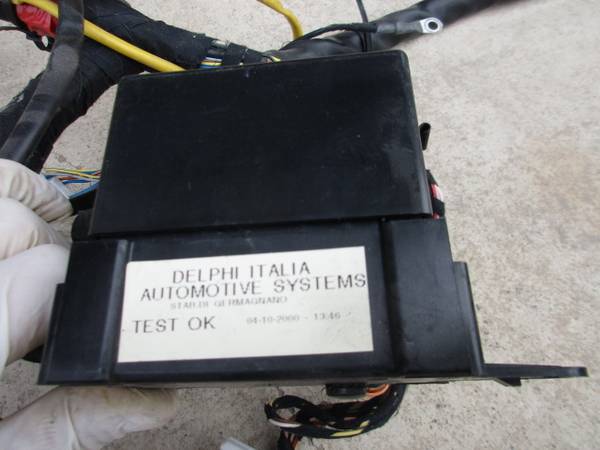 DELPHI ITALIA
AUTOMOTIVE SYSTEMS
STAB.DI GERMAGNANO
TEST OK 04-10-2000 - 13:46